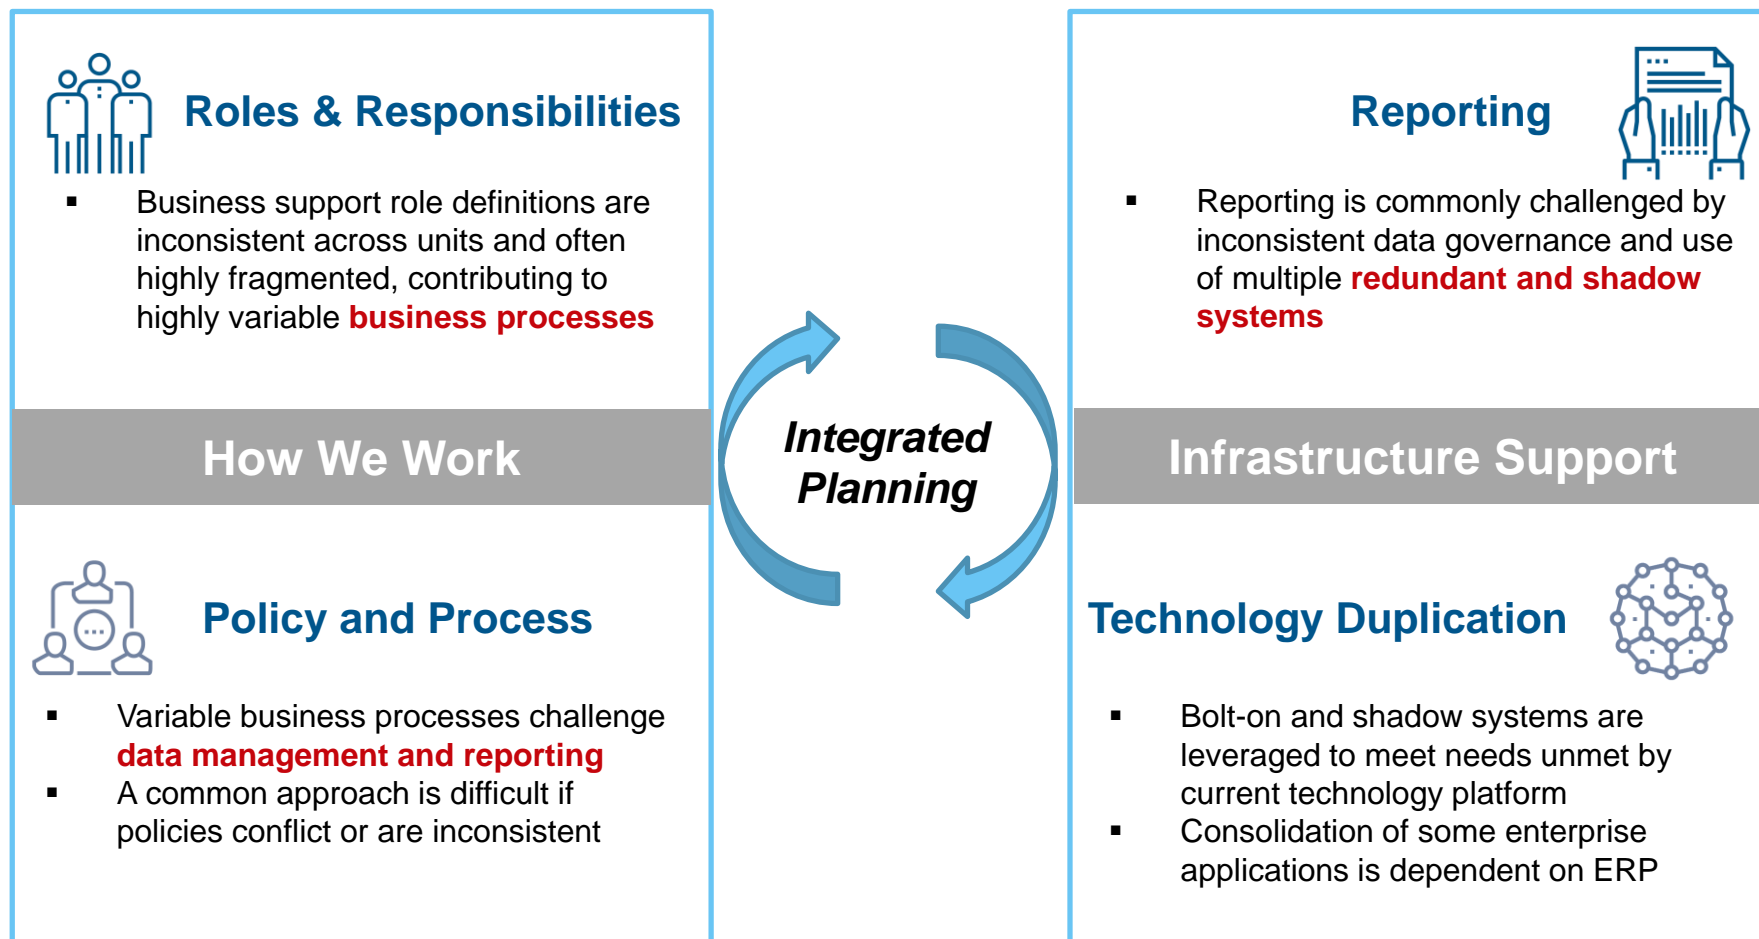 Roles & Responsibilities
▪ Business support role definitions are
inconsistent across units and often
highly fragmented, contributing to
highly variable business processes
How We Work
Policy and Process
▪ Variable business processes challenge
data management and reporting
▪ A common approach is difficult if
policies conflict or are inconsistent
Integrated
Planning
Reporting
▪ Reporting is commonly challenged by
inconsistent data governance and use
of multiple redundant and shadow
systems
Infrastructure Support
Technology Duplication
▪ Bolt-on and shadow systems are
leveraged to meet needs unmet by
current technology platform
▪ Consolidation of some enterprise
applications is dependent on ERP